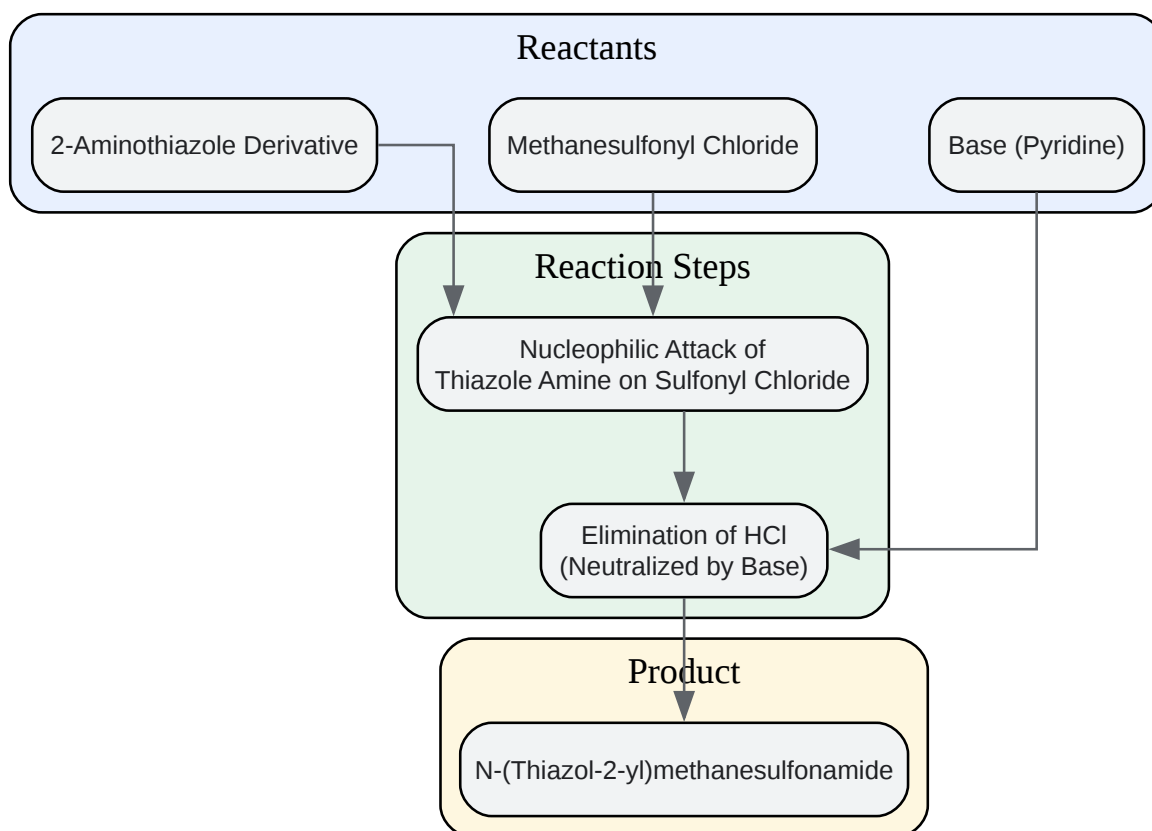 Reactants
2-Aminothiazole Derivative
Methanesulfonyl Chloride
Base (Pyridine)
Reaction Steps
Nucleophilic Attack of
Thiazole Amine on Sulfonyl Chloride
Elimination of HCl
(Neutralized by Base)
Product
N-(Thiazol-2-yl)methanesulfonamide